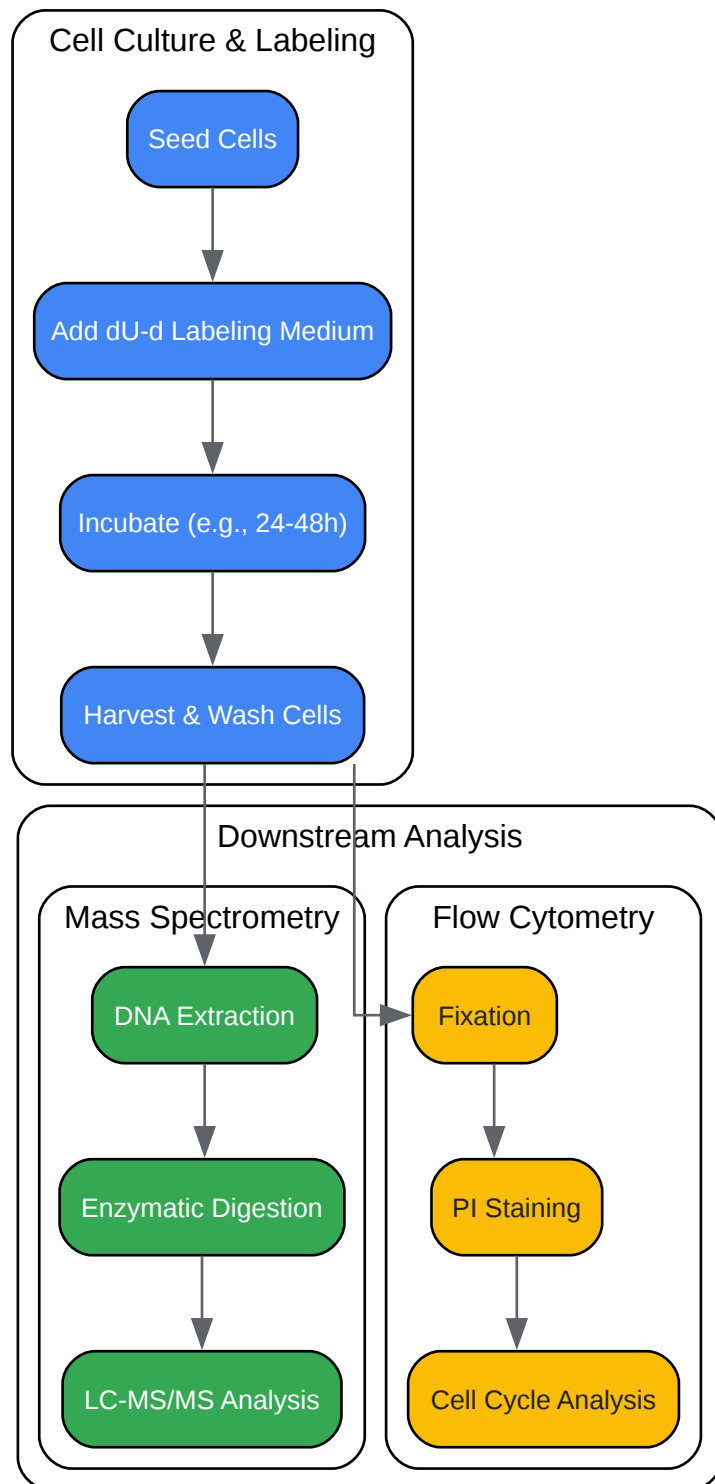 Cell Culture & Labeling
Seed Cells
Add dU-d Labeling Medium
Incubate (e.g., 24-48h)
Harvest & Wash Cells
Downstream Analysis
Mass Spectrometry
DNA Extraction
Enzymatic Digestion
LC-MS/MS Analysis
Flow Cytometry
Fixation
PI Staining
Cell Cycle Analysis